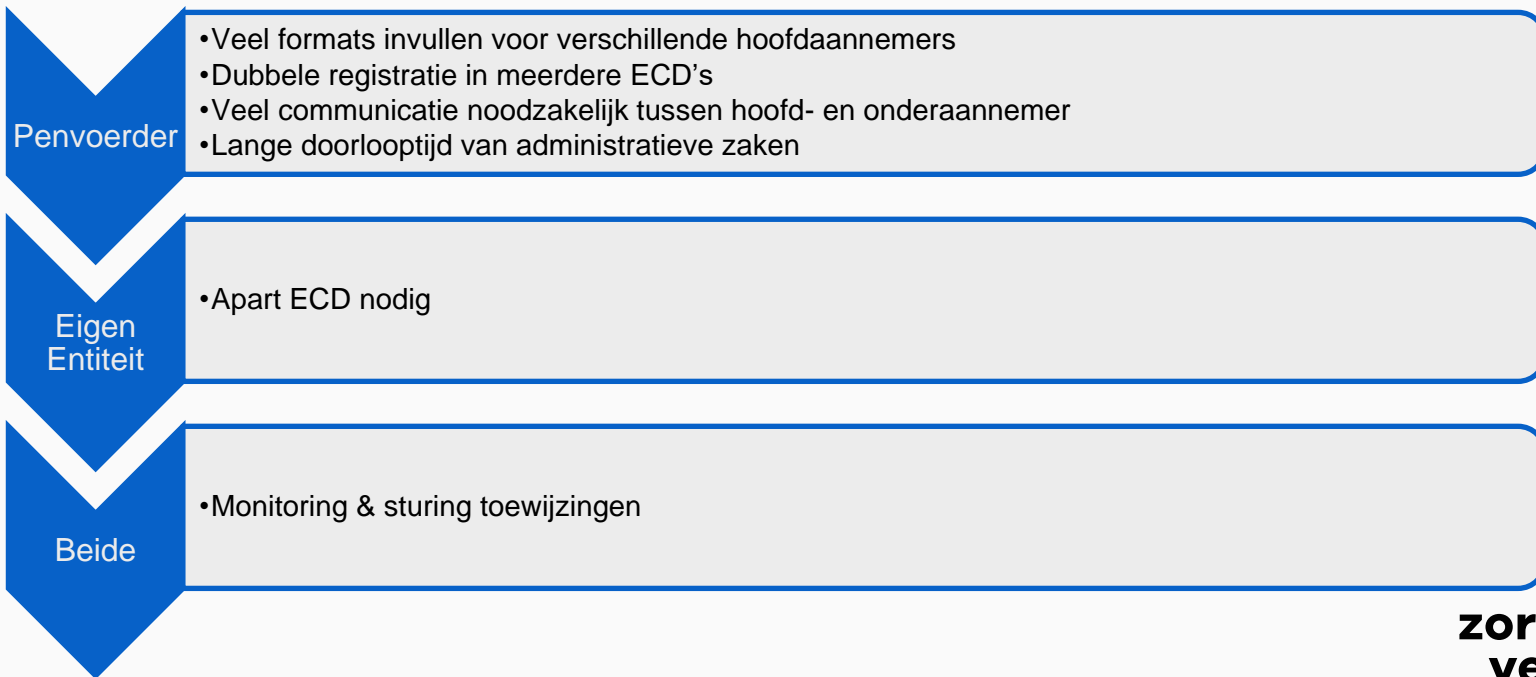 Penvoerder
•Veel formats invullen voor verschillende hoofdaannemers
•Dubbele registratie in meerdere ECD's
•Veel communicatie noodzakelijk tussen hoofd- en onderaannemer
•Lange doorlooptijd van administratieve zaken
Eigen
Entiteit
•Apart ECD nodig
Beide
•Monitoring & sturing toewijzingen